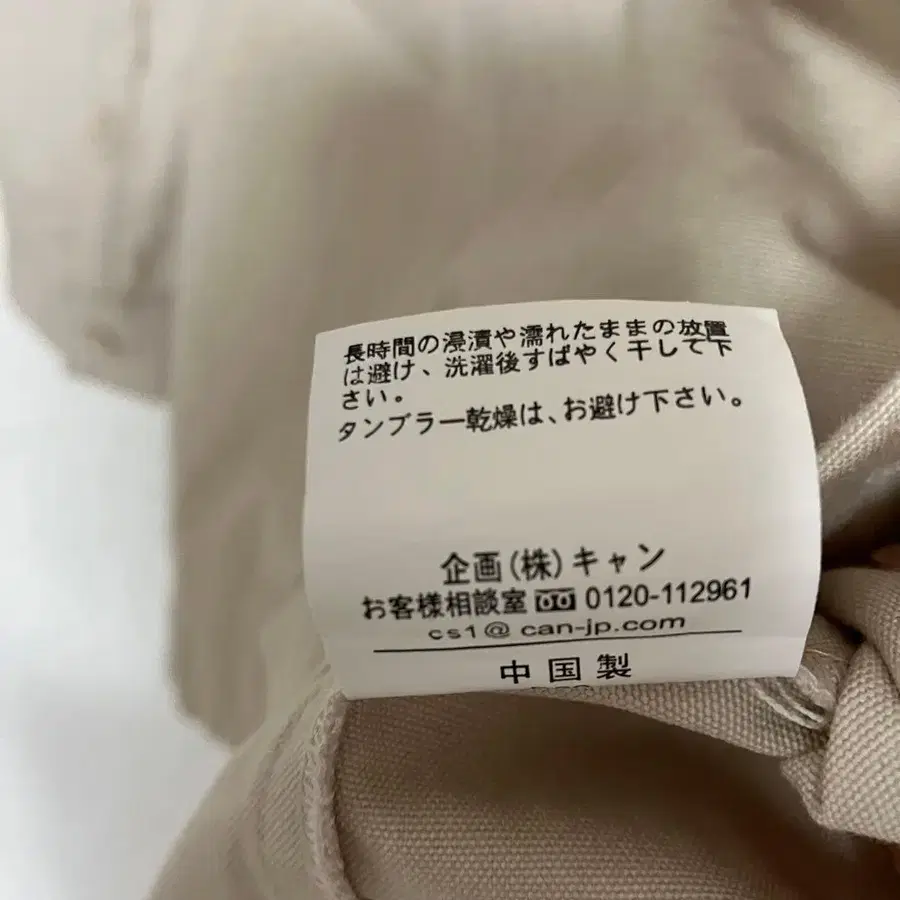 長時間の浸漬や濡れたままの放置
は避け、洗濯後すばやく干して下
さい。
タンブラー乾燥は、お避け下さい。
企画(株)キャン
お客様相談室 0120-112961
cs1@can-jp.com
中国製